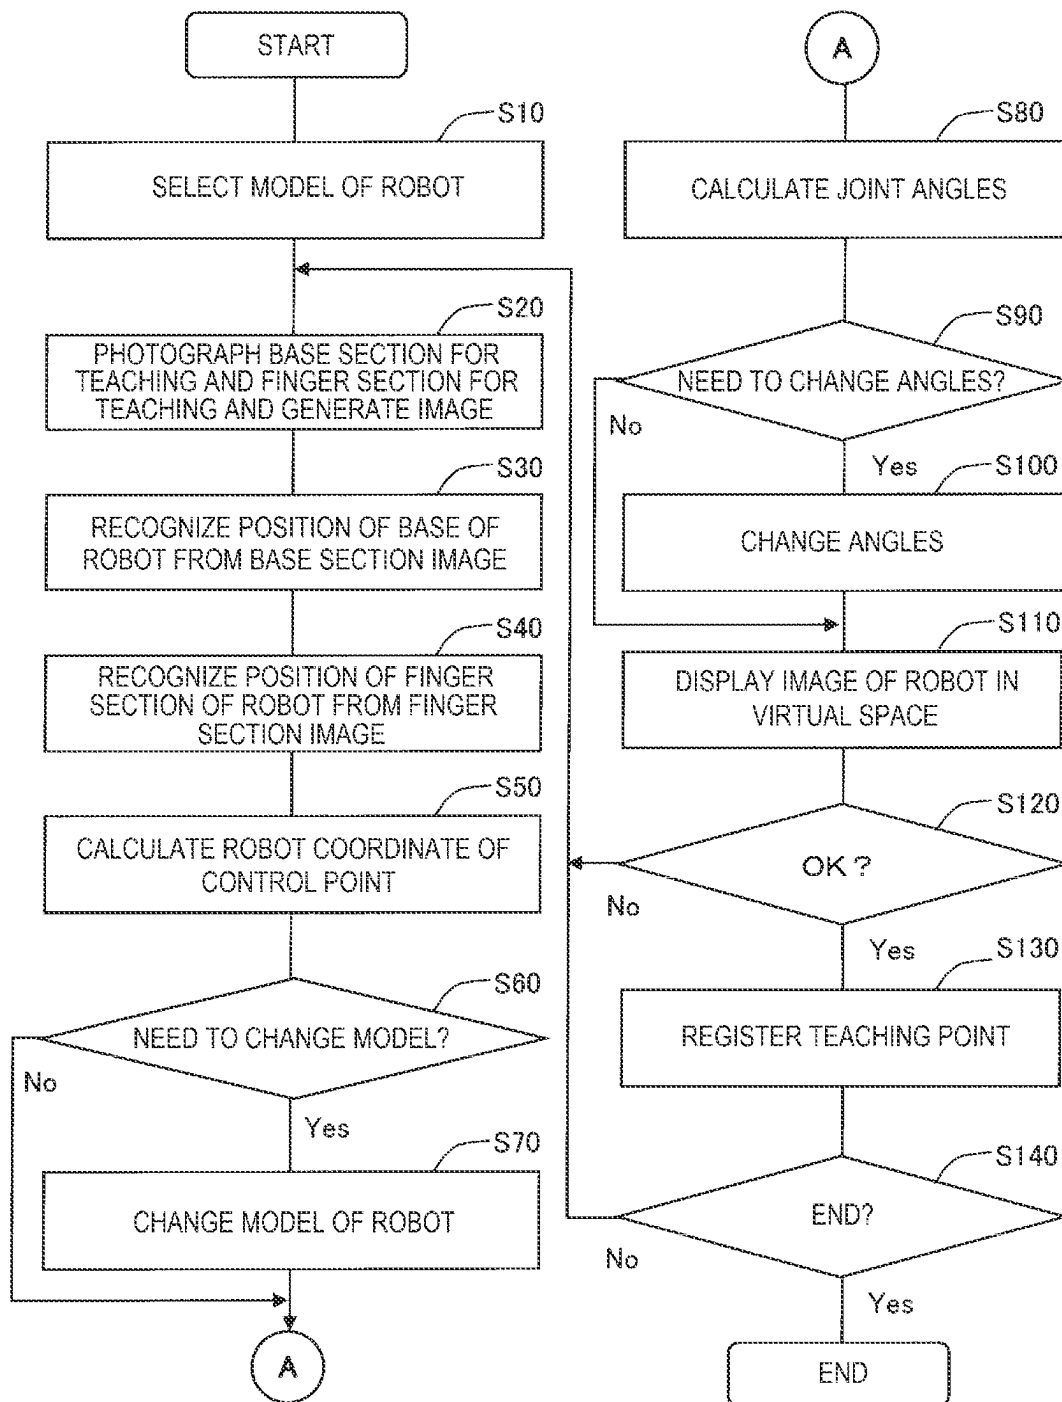 START
S10
SELECT MODEL OF ROBOT
S20
PHOTOGRAPH BASE SECTION FOR
TEACHING AND FINGER SECTION FOR
TEACHING AND GENERATE IMAGE
S30
RECOGNIZE POSITION OF BASE OF
ROBOT FROM BASE SECTION IMAGE
S40
RECOGNIZE POSITION OF FINGER
SECTION OF ROBOT FROM FINGER
SECTION IMAGE
S50
CALCULATE ROBOT COORDINATE OF
CONTROL POINT
S60
NEED TO CHANGE MODEL?
No
Yes
S70
CHANGE MODEL OF ROBOT
A
A
S80
CALCULATE JOINT ANGLES
S90
NEED TO CHANGE ANGLES?
No
Yes
S100
CHANGE ANGLES
S110
DISPLAY IMAGE OF ROBOT IN
VIRTUAL SPACE
S120
OK ?
No
Yes
S130
REGISTER TEACHING POINT
S140
END?
No
Yes
END